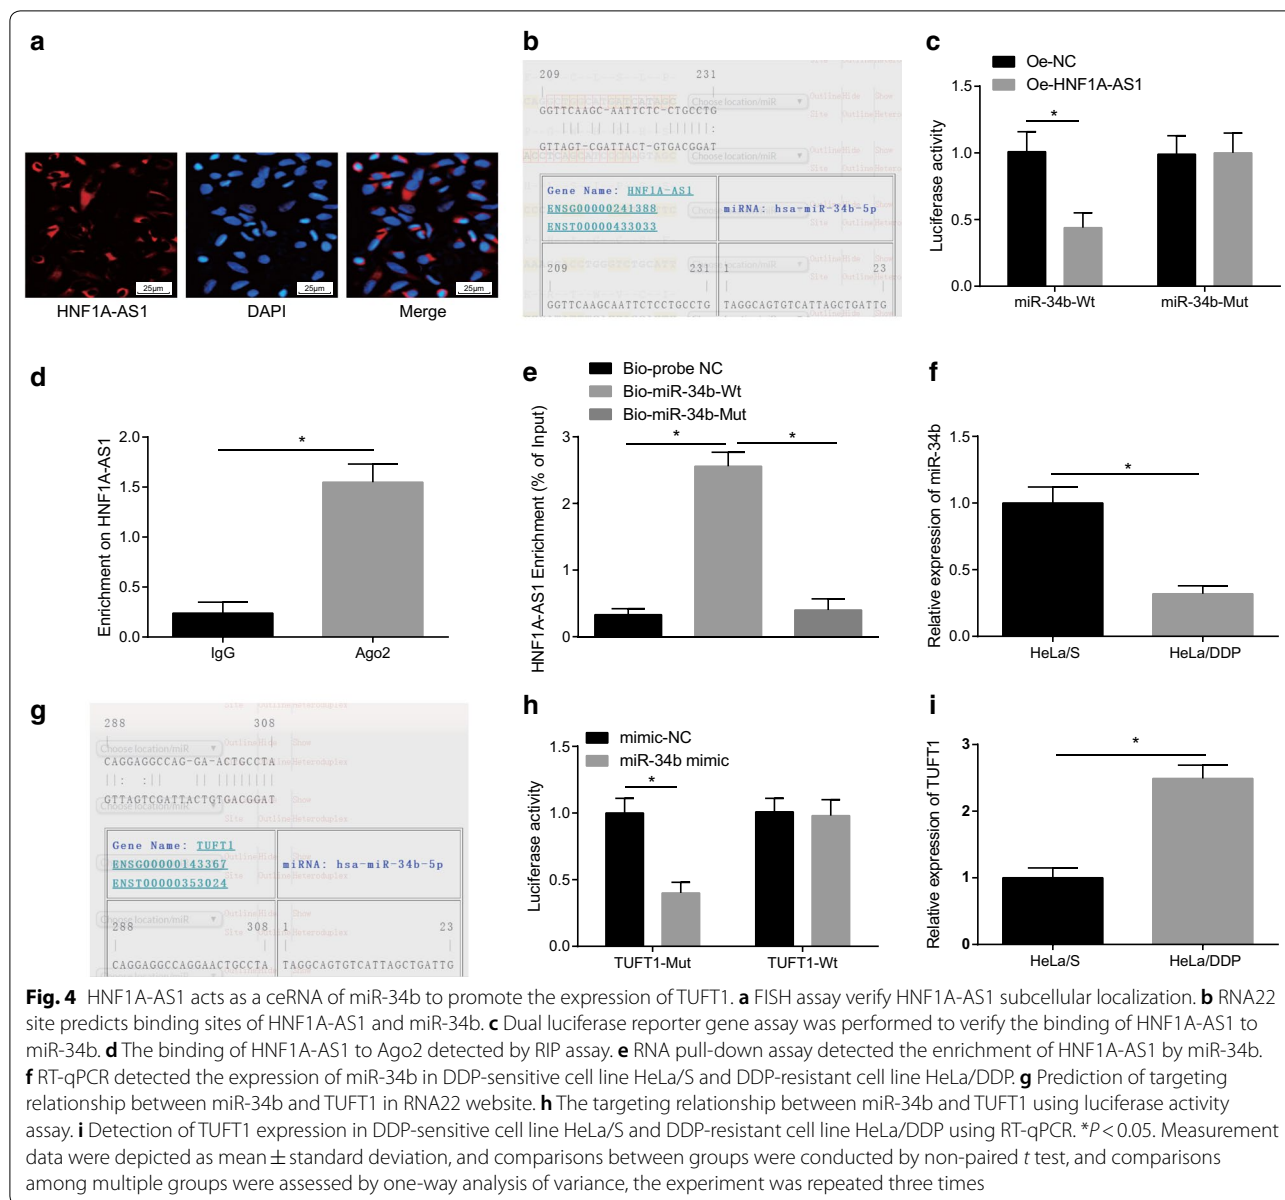 a
25µm
25µm
25µm
HNF1A-AS1
DAPI
Merge
b
209 231
GGTTCAAGC-AATTCTC-CTGCCTG
GTTAGT-CGATTACT-GTGACGGAT
Choose location/miR
Choose location/miR
Gene Name: HNF1A-AS1
ENSG00000241388
ENST00000433033
miRNA: hsa-miR-34b-5p
209 231
1 23
GGTTCAAGCAATTCTCCTGCCTG
TAGGCAGTGTCATTAGCTGATTG
c
Oe-NC
Oe-HNF1A-AS1
Luciferase activity
1.5
1.0
0.5
0.0
*
miR-34b-Wt
miR-34b-Mut
d
Enrichment on HNF1A-AS1
2.0
1.5
1.0
0.5
0.0
*
IgG
Ago2
e
Bio-probe NC
Bio-miR-34b-Wt
Bio-miR-34b-Mut
HNF1A-AS1 Enrichment (% of Input)
3
2
1
0
*
*
f
Relative expression of miR-34b
1.5
1.0
0.5
0.0
*
HeLa/S
HeLa/DDP
g
288 308
Choose location/miR
CAGGAGGCCAG-GA-ACTGCCTA
GTTAGTCGATTACTGTGACGGAT
Choose location/miR
Gene Name: TUFT1
ENSG00000143367
ENST00000353024
miRNA: hsa-miR-34b-5p
Choose location/miR
288 308
1 23
CAGGAGGCCAGGAACTGCCTA
TAGGCAGTGTCATTAGCTGATTG
h
mimic-NC
miR-34b mimic
Luciferase activity
1.5
1.0
0.5
0.0
*
TUFT1-Mut
TUFT1-Wt
i
Relative expression of TUFT1
3
2
1
0
*
HeLa/S
HeLa/DDP
Fig. 4 HNF1A-AS1 acts as a ceRNA of miR-34b to promote the expression of TUFT1. a FISH assay verify HNF1A-AS1 subcellular localization. b RNA22
site predicts binding sites of HNF1A-AS1 and miR-34b. c Dual luciferase reporter gene assay was performed to verify the binding of HNF1A-AS1 to
miR-34b. d The binding of HNF1A-AS1 to Ago2 detected by RIP assay. e RNA pull-down assay detected the enrichment of HNF1A-AS1 by miR-34b.
f RT-qPCR detected the expression of miR-34b in DDP-sensitive cell line HeLa/S and DDP-resistant cell line HeLa/DDP. g Prediction of targeting
relationship between miR-34b and TUFT1 in RNA22 website. h The targeting relationship between miR-34b and TUFT1 using luciferase activity
assay. i Detection of TUFT1 expression in DDP-sensitive cell line HeLa/S and DDP-resistant cell line HeLa/DDP using RT-qPCR. *P < 0.05. Measurement
data were depicted as mean ± standard deviation, and comparisons between groups were conducted by non-paired t test, and comparisons
among multiple groups were assessed by one-way analysis of variance, the experiment was repeated three times